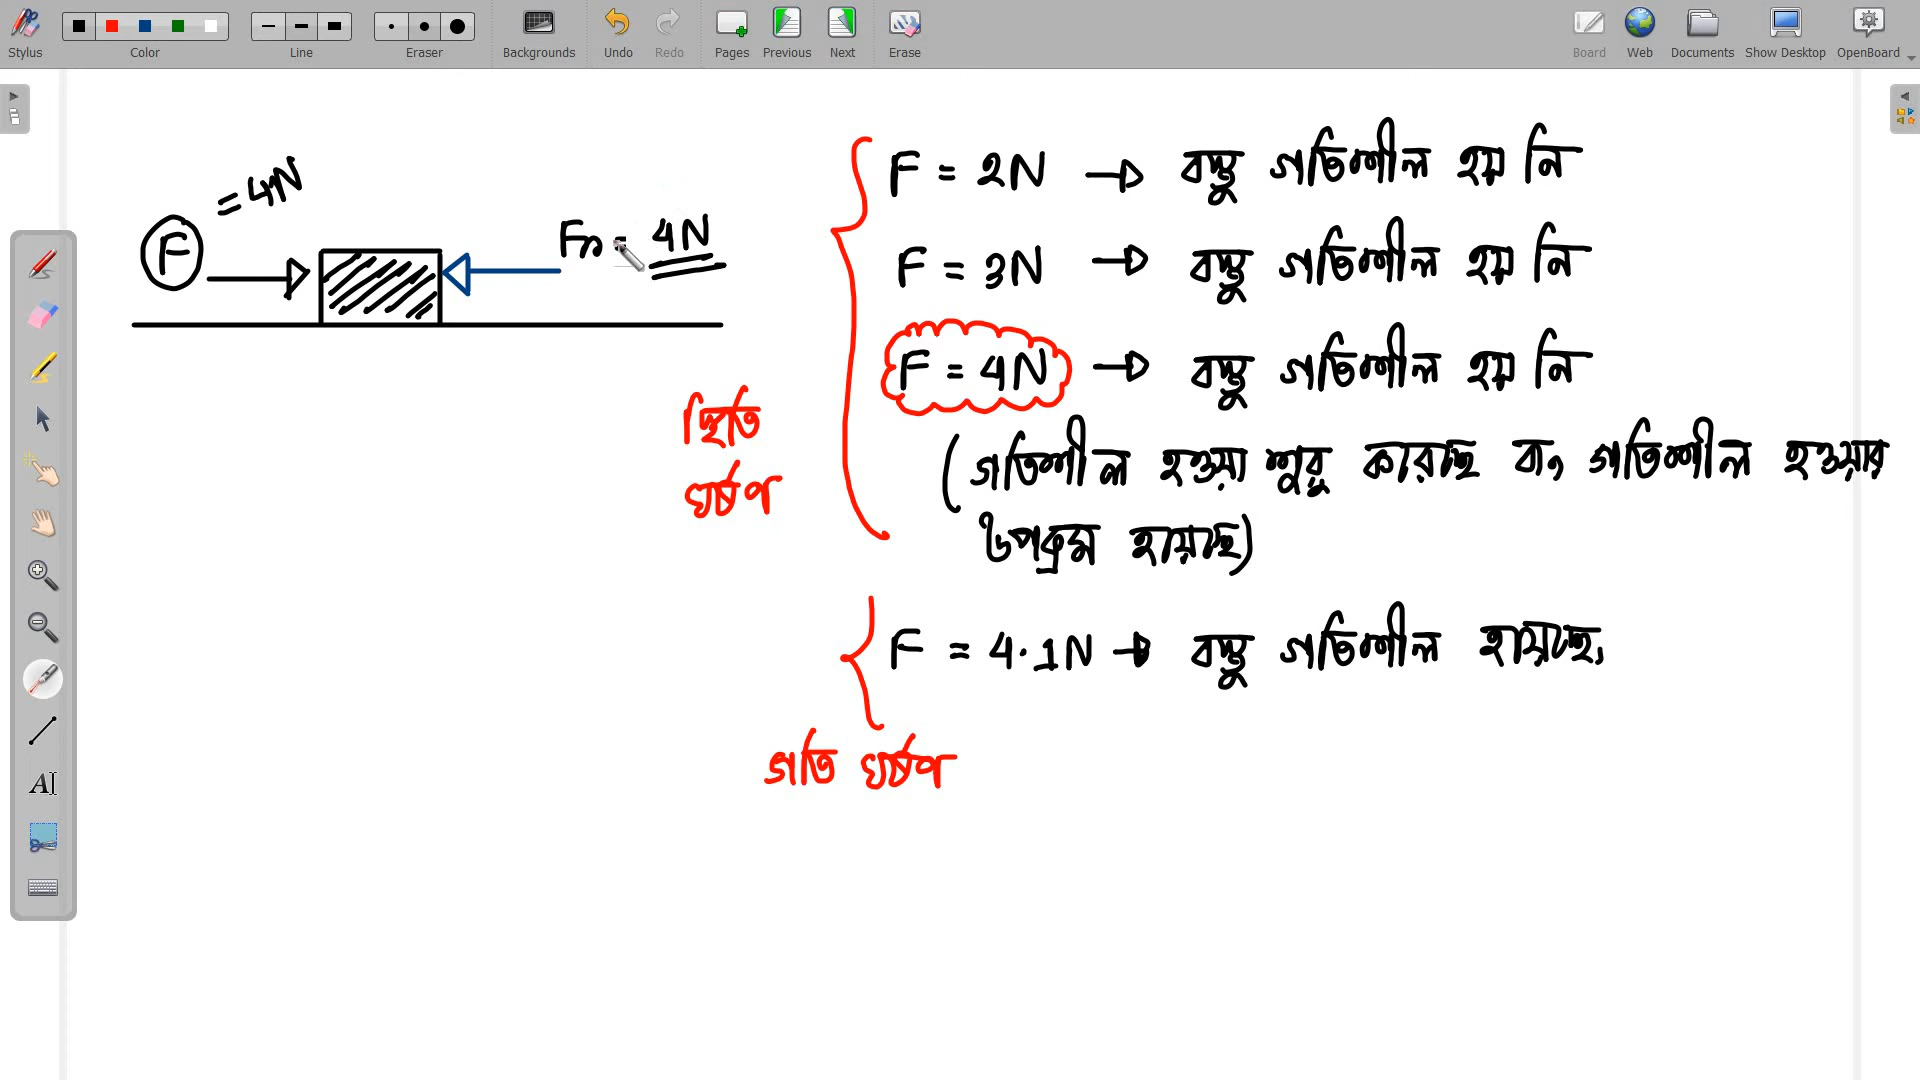 Stylus
Color
Line
Eraser
Backgrounds
Undo
Redo
Pages
Previous
Next
Erase
Board
Web
Documents
Show Desktop
OpenBoard
= 4N
F
Fn = 4N
F = 2N → বস্তু গতিশীল হয় নি
F = 3N → বস্তু গতিশীল হয় নি
F = 4N → বস্তু গতিশীল হয় নি
(গতিশীল হওয়া শুরু করেছে বা, গতিশীল হওয়ার
উপক্রম হয়েছে)
স্থিতি
ঘর্ষণ
F = 4.1N → বস্তু গতিশীল হয়েছে,
গতি ঘর্ষণ
AI